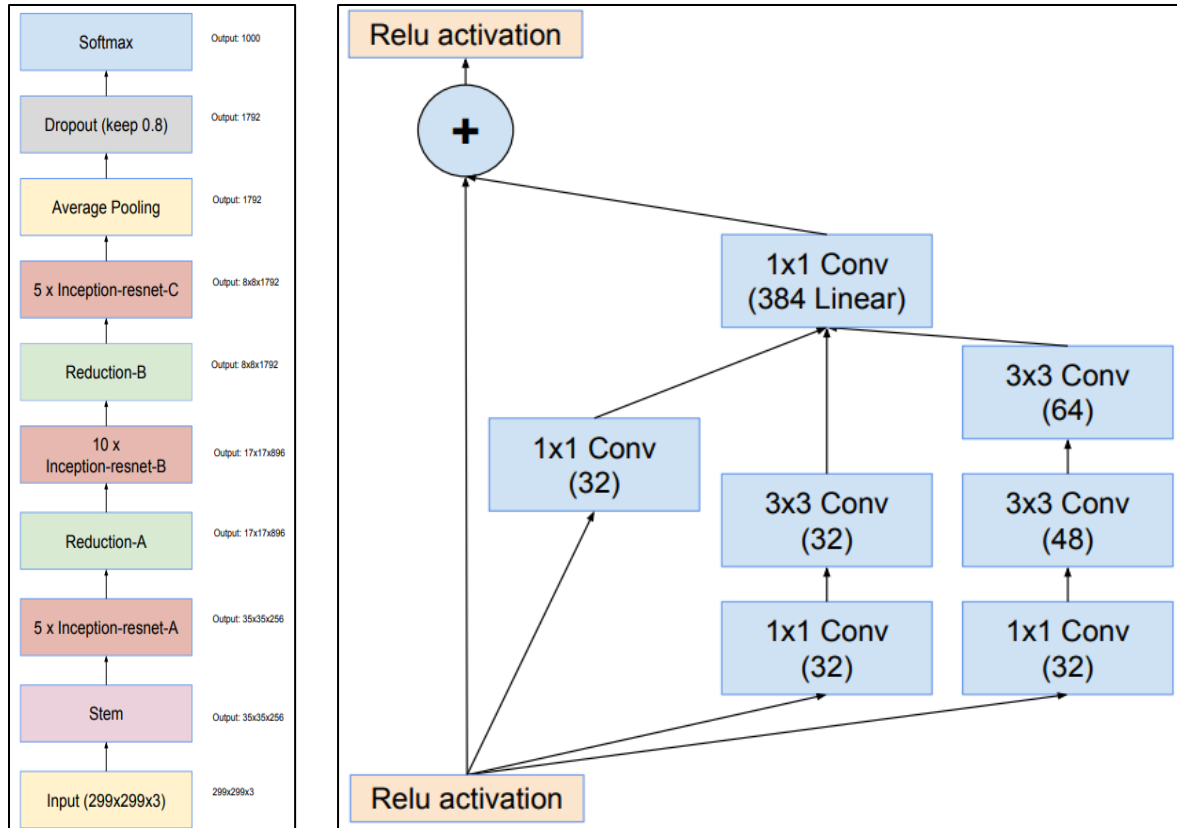 Softmax
Output: 1000
Dropout (keep 0.8)
Output: 1792
Average Pooling
Output: 1792
5 x Inception-resnet-C
Output: 8x8x1792
Reduction-B
Output: 8x8x1792
10 x
Inception-resnet-B
Output: 17x17x896
Reduction-A
Output: 17x17x896
5 x Inception-resnet-A
Output: 35x35x256
Stem
Output: 35x35x256
Input (299x299x3)
299x299x3
Relu activation
+
1x1 Conv
(384 Linear)
1x1 Conv
(32)
3x3 Conv
(32)
1x1 Conv
(32)
3x3 Conv
(64)
3x3 Conv
(48)
1x1 Conv
(32)
Relu activation